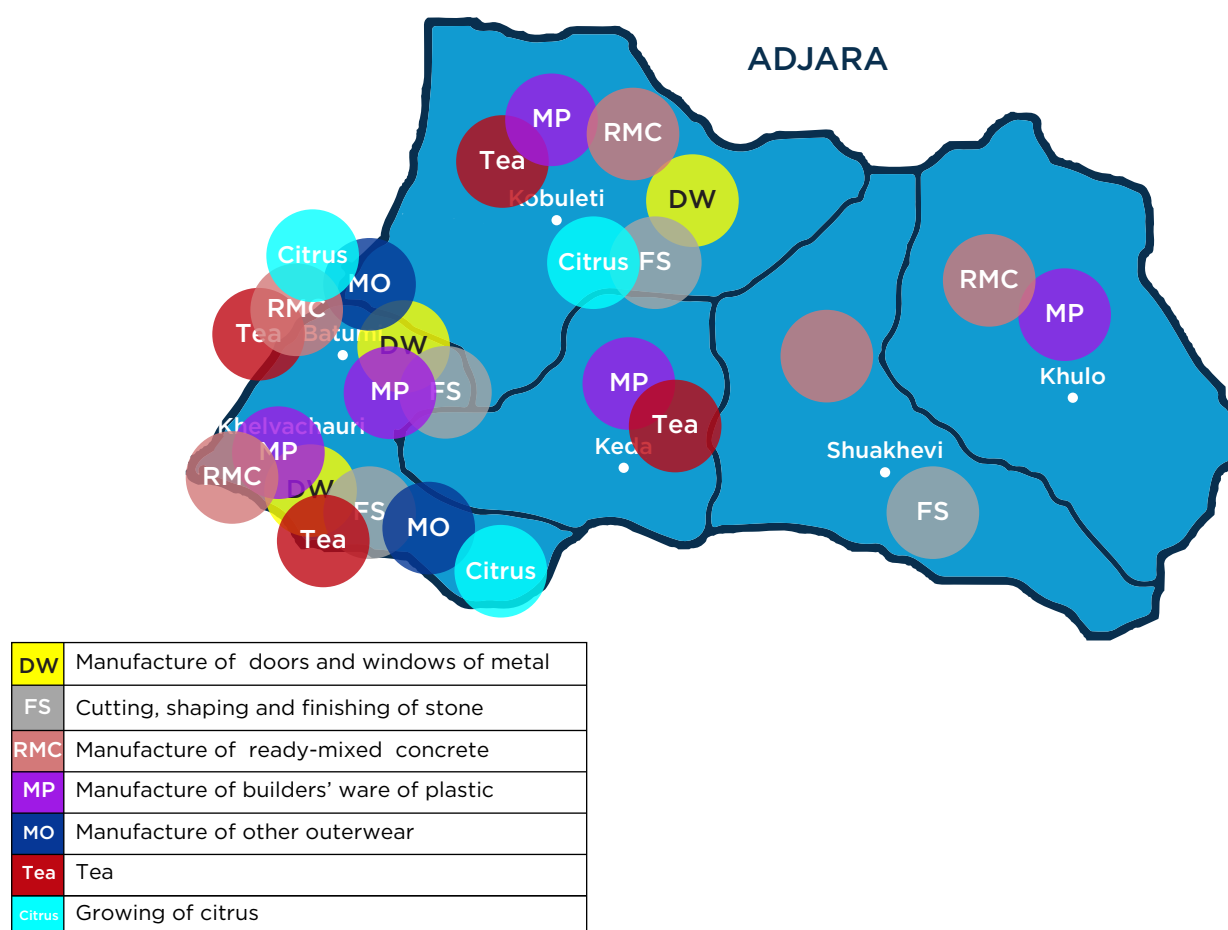 ADJARA
MP
RMC
Tea
DW
Kobuleti
Citrus
FS
Citrus
MO
RMC
Tea
Batumi
DW
MP
FS
RMC
MP
Khulo
MP
Tea
Keda
Shuakhevi
FS
Khelvachauri
MP
RMC
DW
FS
Tea
MO
Citrus
DW Manufacture of doors and windows of metal
FS Cutting, shaping and finishing of stone
RMC Manufacture of ready-mixed concrete
MP Manufacture of builders’ ware of plastic
MO Manufacture of other outerwear
Tea Tea
Citrus Growing of citrus